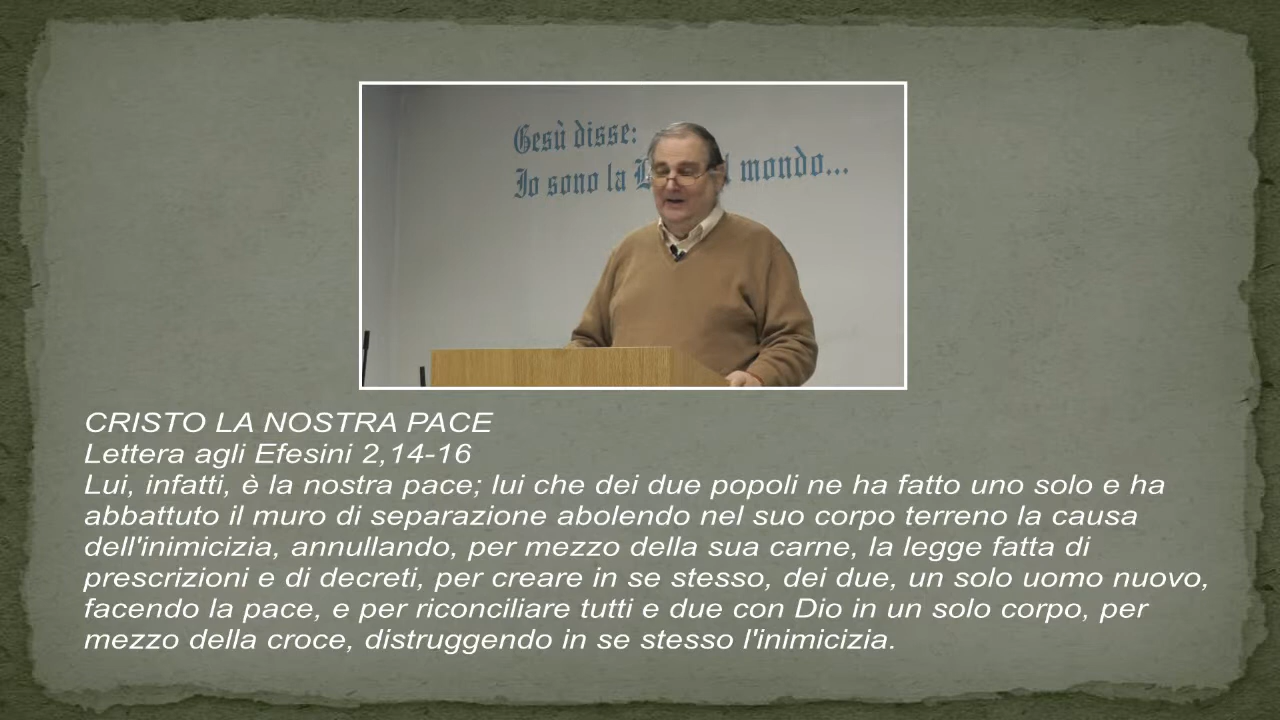 Gesù disse:
Io sono la mondo...
CRISTO LA NOSTRA PACE
Lettera agli Efesini 2,14-16
Lui, infatti, è la nostra pace; lui che dei due popoli ne ha fatto uno solo e ha
abbattuto il muro di separazione abolendo nel suo corpo terreno la causa
dell'inimicizia, annullando, per mezzo della sua carne, la legge fatta di
prescrizioni e di decreti, per creare in se stesso, dei due, un solo uomo nuovo,
facendo la pace, e per riconciliare tutti e due con Dio in un solo corpo, per
mezzo della croce, distruggendo in se stesso l'inimicizia.